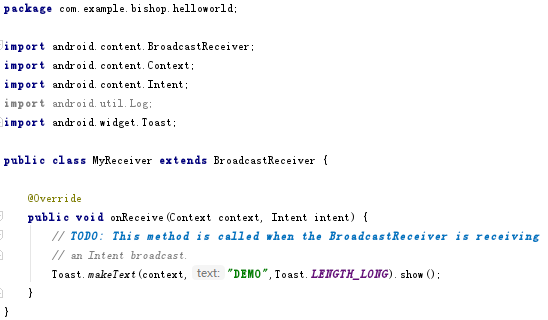 package com.example.bishop.helloworld;
import android.content.BroadcastReceiver;
import android.content.Context;
import android.content.Intent;
import android.util.Log;
import android.widget.Toast;
public class MyReceiver extends BroadcastReceiver {
@Override
public void onReceive(Context context, Intent intent) {
// TODO: This method is called when the BroadcastReceiver is receiving
// an Intent broadcast.
Toast.makeText(context, text: "DEMO",Toast.LENGTH_LONG).show();
}
}